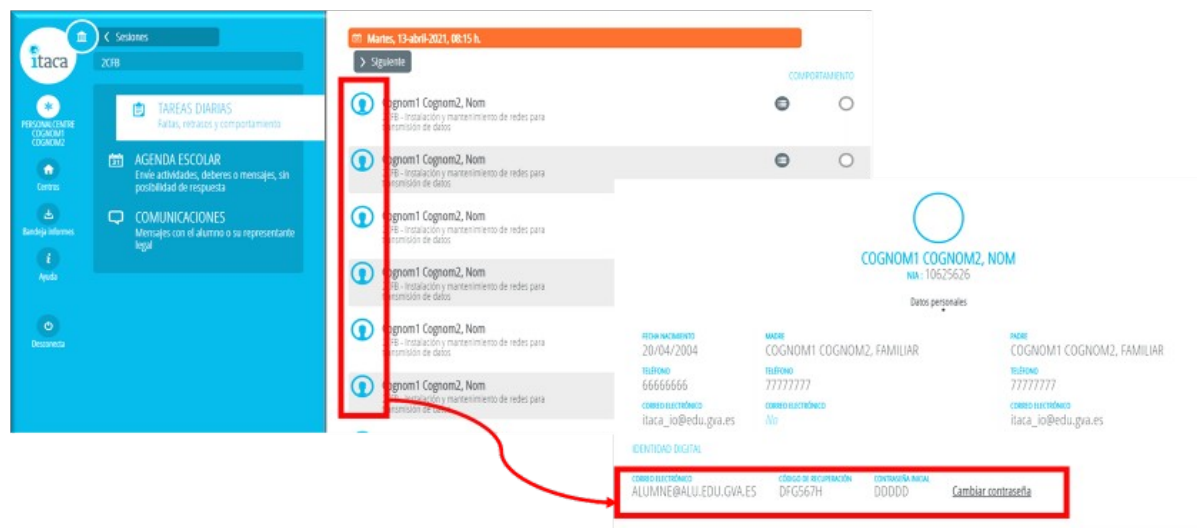 itaca
Sesiones
2CFB
PERSONAL CENTRE
COGNOM1
COGNOM2
Centros
Bandeja informes
Ayuda
Desconecta
TAREAS DIARIAS
Faltas, retrasos y comportamiento
AGENDA ESCOLAR
Envíe actividades, deberes o mensajes, sin
posibilidad de respuesta
COMUNICACIONES
Mensajes con el alumno o su representante
legal
Martes, 13-abril-2021, 08:15 h.
Siguiente
COMPORTAMIENTO
Cognom1 Cognom2, Nom
2CFB - Instalación y mantenimiento de redes para
transmisión de datos
Cognom1 Cognom2, Nom
2CFB - Instalación y mantenimiento de redes para
transmisión de datos
Cognom1 Cognom2, Nom
2CFB - Instalación y mantenimiento de redes para
transmisión de datos
Cognom1 Cognom2, Nom
2CFB - Instalación y mantenimiento de redes para
transmisión de datos
Cognom1 Cognom2, Nom
2CFB - Instalación y mantenimiento de redes para
transmisión de datos
Cognom1 Cognom2, Nom
2CFB - Instalación y mantenimiento de redes para
transmisión de datos
COGNOM1 COGNOM2, NOM
NIA : 10625626
Datos personales
FECHA NACIMIENTO MADRE PADRE
20/04/2004 COGNOM1 COGNOM2, FAMILIAR COGNOM1 COGNOM2, FAMILIAR
TELÉFONO TELÉFONO TELÉFONO
66666666 77777777 77777777
CORREO ELECTRÓNICO CORREO ELECTRÓNICO CORREO ELECTRÓNICO
itaca_io@edu.gva.es No itaca_io@edu.gva.es
IDENTIDAD DIGITAL
CORREO ELECTRÓNICO CÓDIGO DE RECUPERACIÓN CONTRASEÑA INICIAL
ALUMNE@ALU.EDU.GVA.ES DFG567H DDDDD Cambiar contraseña